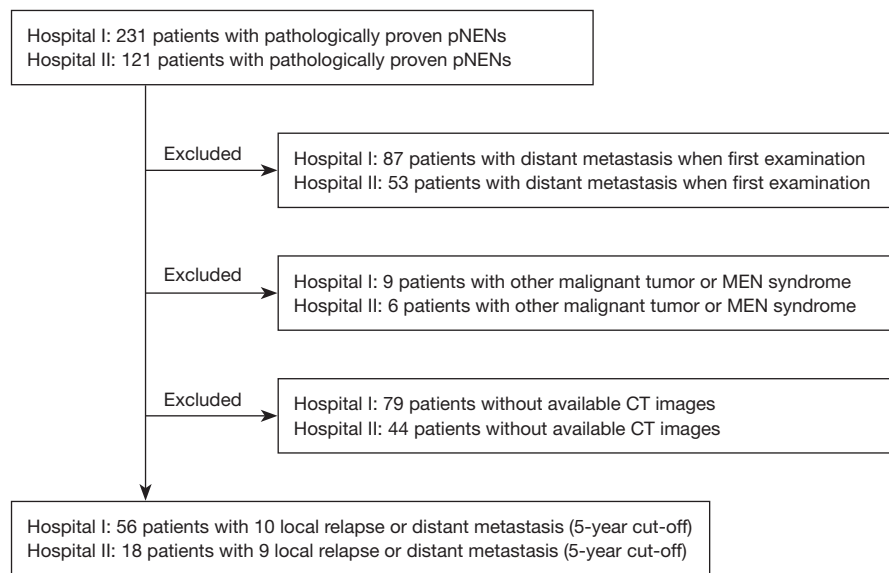 Hospital I: 231 patients with pathologically proven pNENs
Hospital II: 121 patients with pathologically proven pNENs
Excluded
Hospital I: 87 patients with distant metastasis when first examination
Hospital II: 53 patients with distant metastasis when first examination
Excluded
Hospital I: 9 patients with other malignant tumor or MEN syndrome
Hospital II: 6 patients with other malignant tumor or MEN syndrome
Excluded
Hospital I: 79 patients without available CT images
Hospital II: 44 patients without available CT images
Hospital I: 56 patients with 10 local relapse or distant metastasis (5-year cut-off)
Hospital II: 18 patients with 9 local relapse or distant metastasis (5-year cut-off)